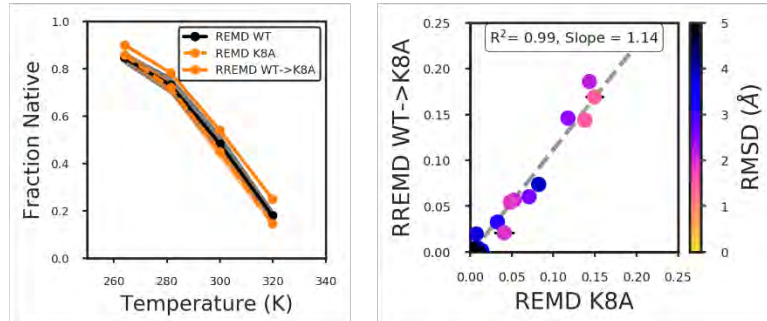 1.0
0.8
0.6
0.4
0.2
0.0
Fraction Native
240 260 280 300 320 340
Temperature (K)
REMD WT
REMD K8A
RREMD WT->K8A
0.25
0.20
0.15
0.10
0.05
0.00
RREMD WT->K8A
0.00 0.05 0.10 0.15 0.20 0.25
REMD K8A
R²= 0.99, Slope = 1.14
5
4
3
2
1
0
RMSD (Å)